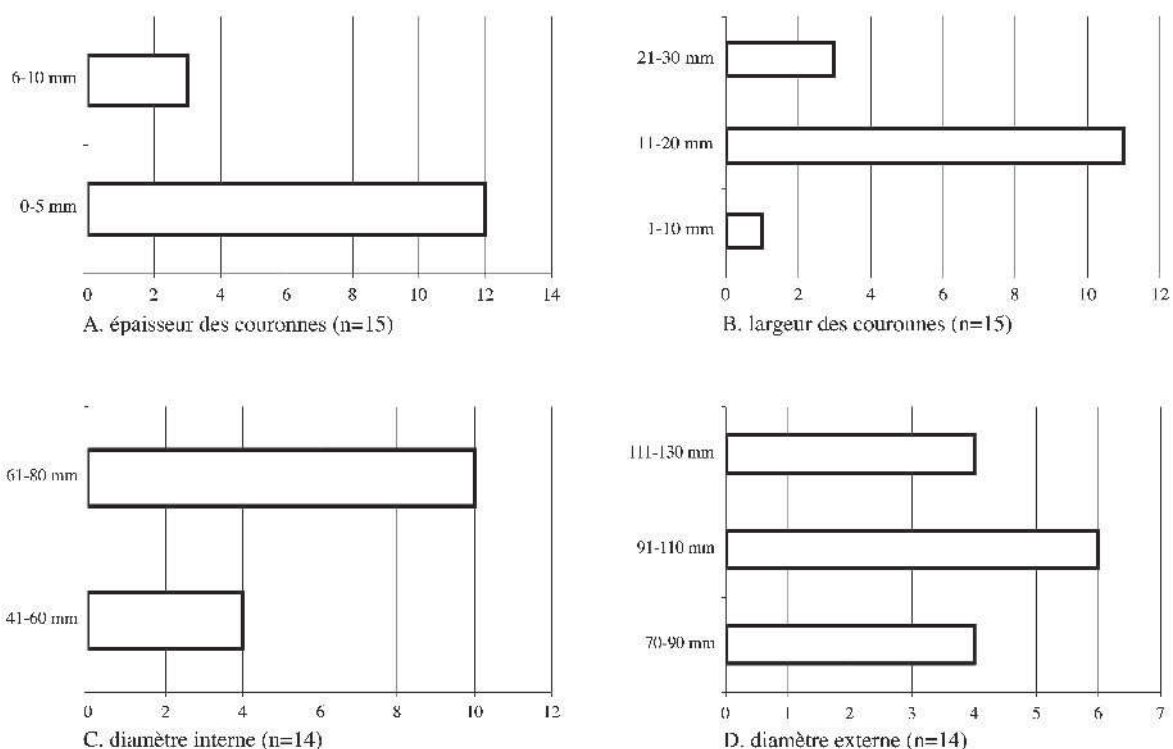 6-10 mm
0-5 mm
0 2 4 6 8 10 12 14
A. épaisseur des couronnes (n=15)
21-30 mm
11-20 mm
1-10 mm
0 2 4 6 8 10 12
B. largeur des couronnes (n=15)
61-80 mm
41-60 mm
0 2 4 6 8 10 12
C. diamètre interne (n=14)
111-130 mm
91-110 mm
70-90 mm
0 1 2 3 4 5 6 7
D. diamètre externe (n=14)